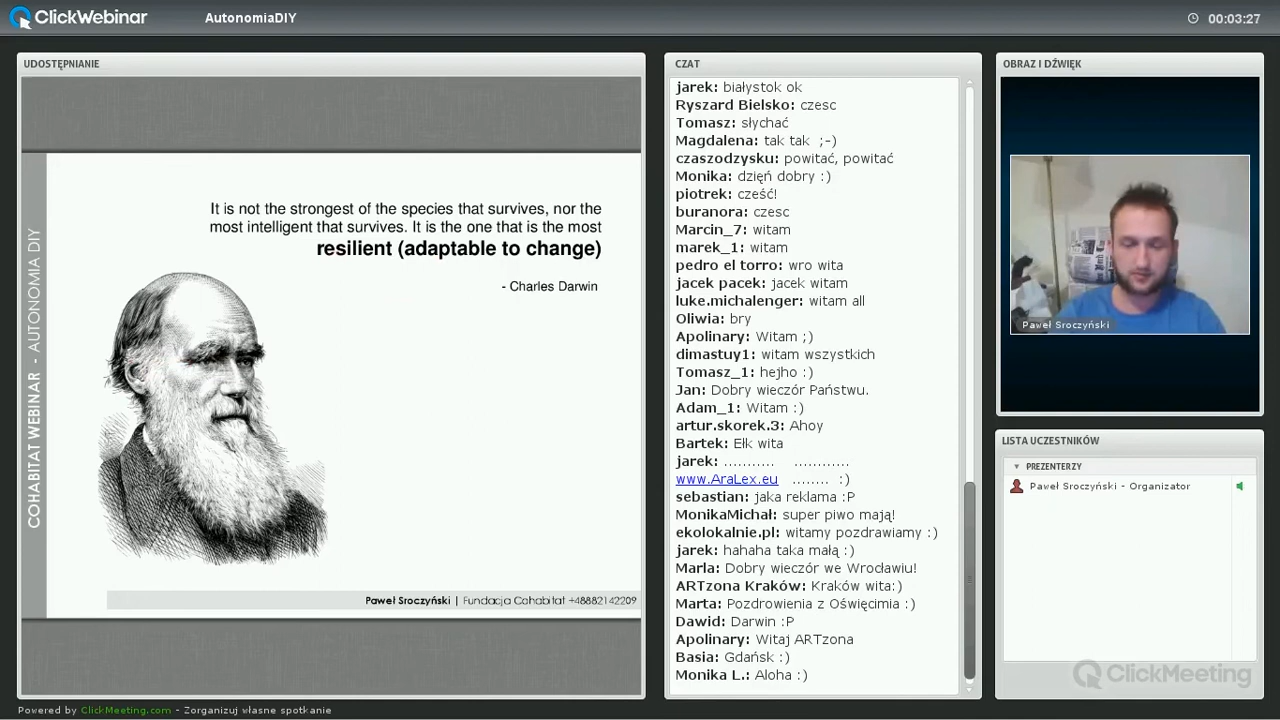 ClickWebinar
AutonomiaDIY
00:03:27
UDOSTĘPNIANIE
COHABITAT WEBINAR - AUTONOMIA DIY
It is not the strongest of the species that survives, nor the
most intelligent that survives. It is the one that is the most
resilient (adaptable to change)
- Charles Darwin
Paweł Sroczyński | Fundacja Cohabitat +48882142209
CZAT
jarek: białystok ok
Ryszard Bielsko: czesc
Tomasz: słychać
Magdalena: tak tak ;-)
czaszodzysku: powitać, powitać
Monika: dzięń dobry :)
piotrek: cześć!
buranora: czesc
Marcin_7: witam
marek_1: witam
pedro el torro: wro wita
jacek pacek: jacek witam
luke.michalenger: witam all
Oliwia: bry
Apolinary: Witam ;)
dimastuy1: witam wszystkich
Tomasz_1: hejho :)
Jan: Dobry wieczór Państwu.
Adam_1: Witam :)
artur.skorek.3: Ahoy
Bartek: Ełk wita
jarek: ........... ............
www.AraLex.eu ........ :)
sebastian: jaka reklama :P
MonikaMichał: super piwo mają!
ekolokalnie.pl: witamy pozdrawiamy :)
jarek: hahaha taka małą :)
Marla: Dobry wieczór we Wrocławiu!
ARTzona Kraków: Kraków wita:)
Marta: Pozdrowienia z Oświęcimia :)
Dawid: Darwin :P
Apolinary: Witaj ARTzona
Basia: Gdańsk :)
Monika L.: Aloha :)
OBRAZ I DŹWIĘK
Paweł Sroczyński
LISTA UCZESTNIKÓW
PREZENTERZY
Paweł Sroczyński - Organizator
ClickMeeting
Powered by ClickMeeting.com - Zorganizuj własne spotkanie